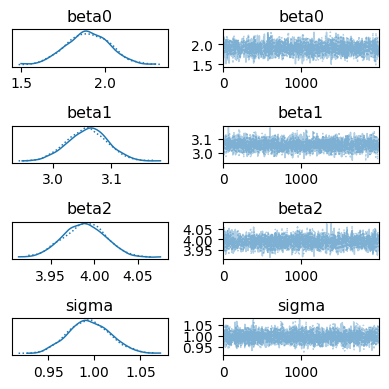 beta0 beta0
2.0
1.5
1.5 2.0 0 1000
beta1 beta1
3.1
3.0
3.0 3.1 0 1000
beta2 beta2
4.05
4.00
3.95
3.95 4.00 4.05 0 1000
sigma sigma
1.05
1.00
0.95
0.95 1.00 1.05 0 1000